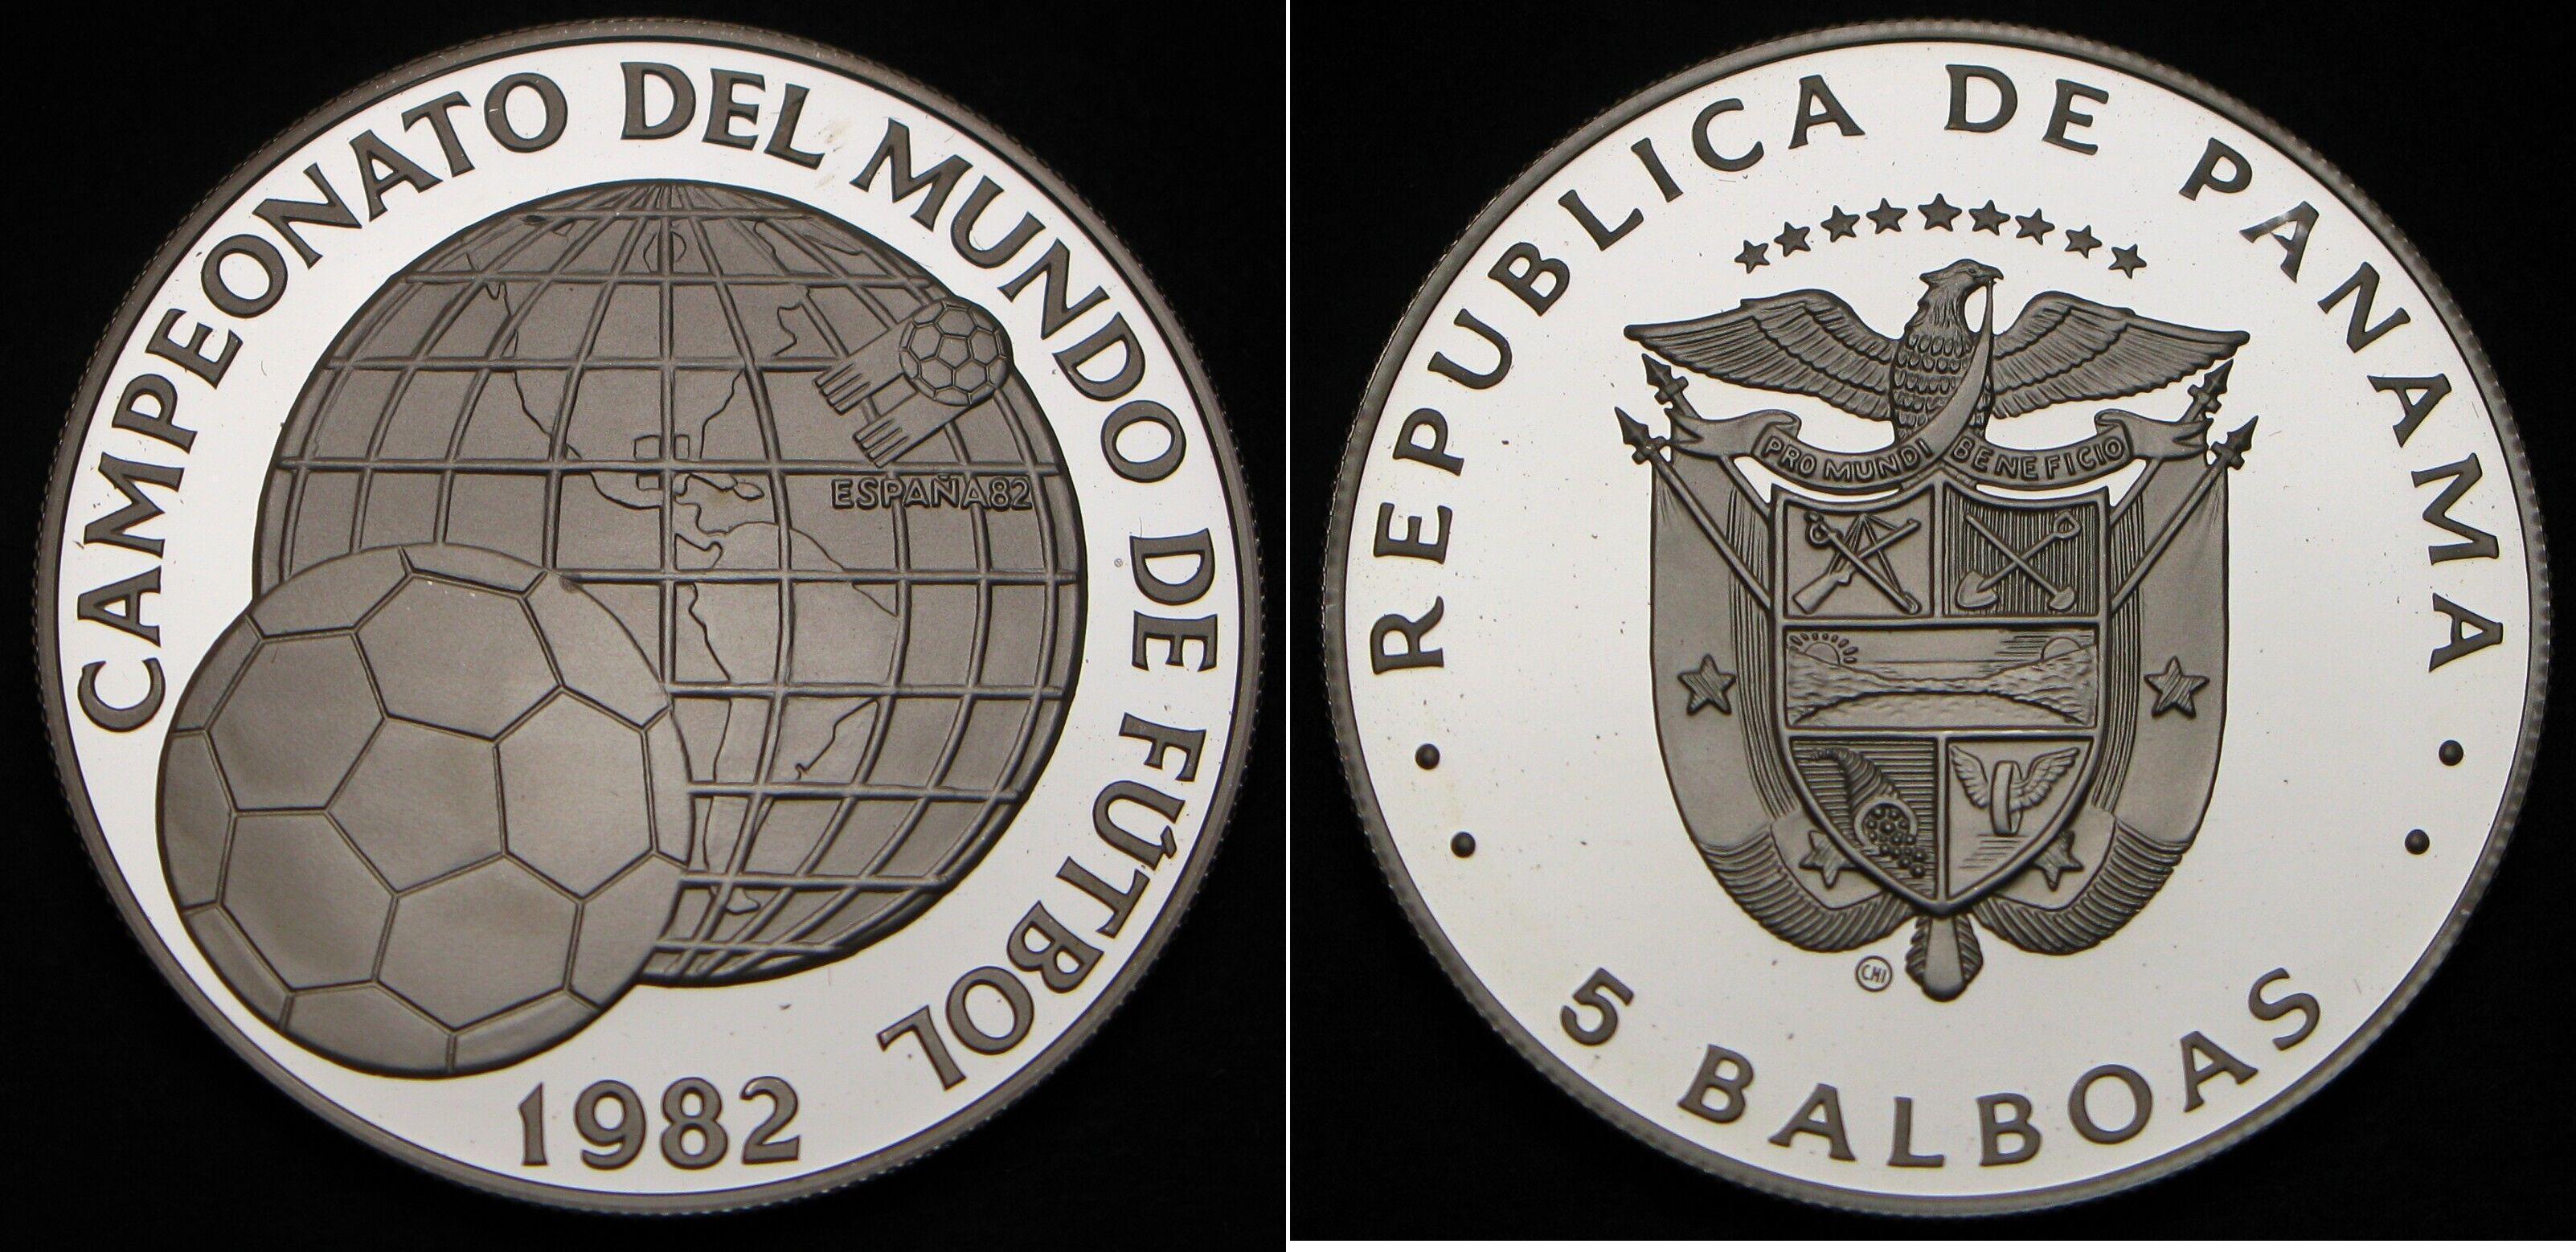 CAMPEONATO DEL MUNDO DE FÚTBOL
ESPAÑA82
1982
• REPUBLICA DE PANAMA •
PRO MUNDI BENEFICIO
CHI
5 BALBOAS